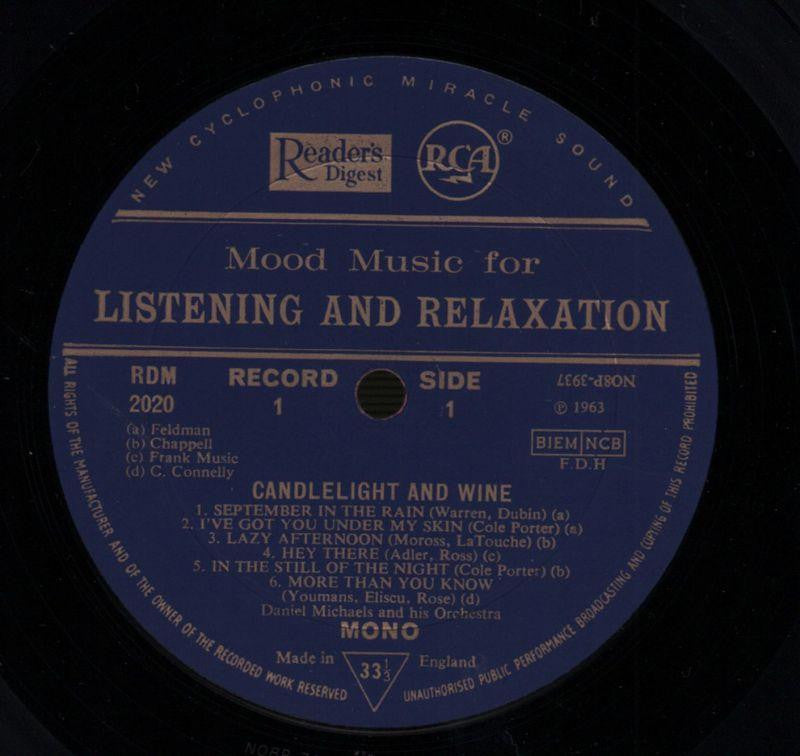 NEW CYCLOPHONIC MIRACLE SOUND
Reader's
Digest
RCA ®
Mood Music for
LISTENING AND RELAXATION
RDM
2020
RECORD
1
SIDE
1
NO8P-3937
℗ 1963
(a) Feldman
(b) Chappell
(c) Frank Music
(d) C. Connelly
BIEM NCB
F.D.H
CANDLELIGHT AND WINE
1. SEPTEMBER IN THE RAIN (Warren, Dubin) (a)
2. I'VE GOT YOU UNDER MY SKIN (Cole Porter) (a)
3. LAZY AFTERNOON (Moross, LaTouche) (b)
4. HEY THERE (Adler, Ross) (c)
5. IN THE STILL OF THE NIGHT (Cole Porter) (b)
6. MORE THAN YOU KNOW
(Youmans, Eliscu, Rose) (d)
Daniel Michaels and his Orchestra
MONO
Made in
33⅓
England
ALL RIGHTS OF THE MANUFACTURER AND OF THE OWNER OF THE RECORDED WORK RESERVED
UNAUTHORISED PUBLIC PERFORMANCE BROADCASTING AND COPYING OF THIS RECORD PROHIBITED